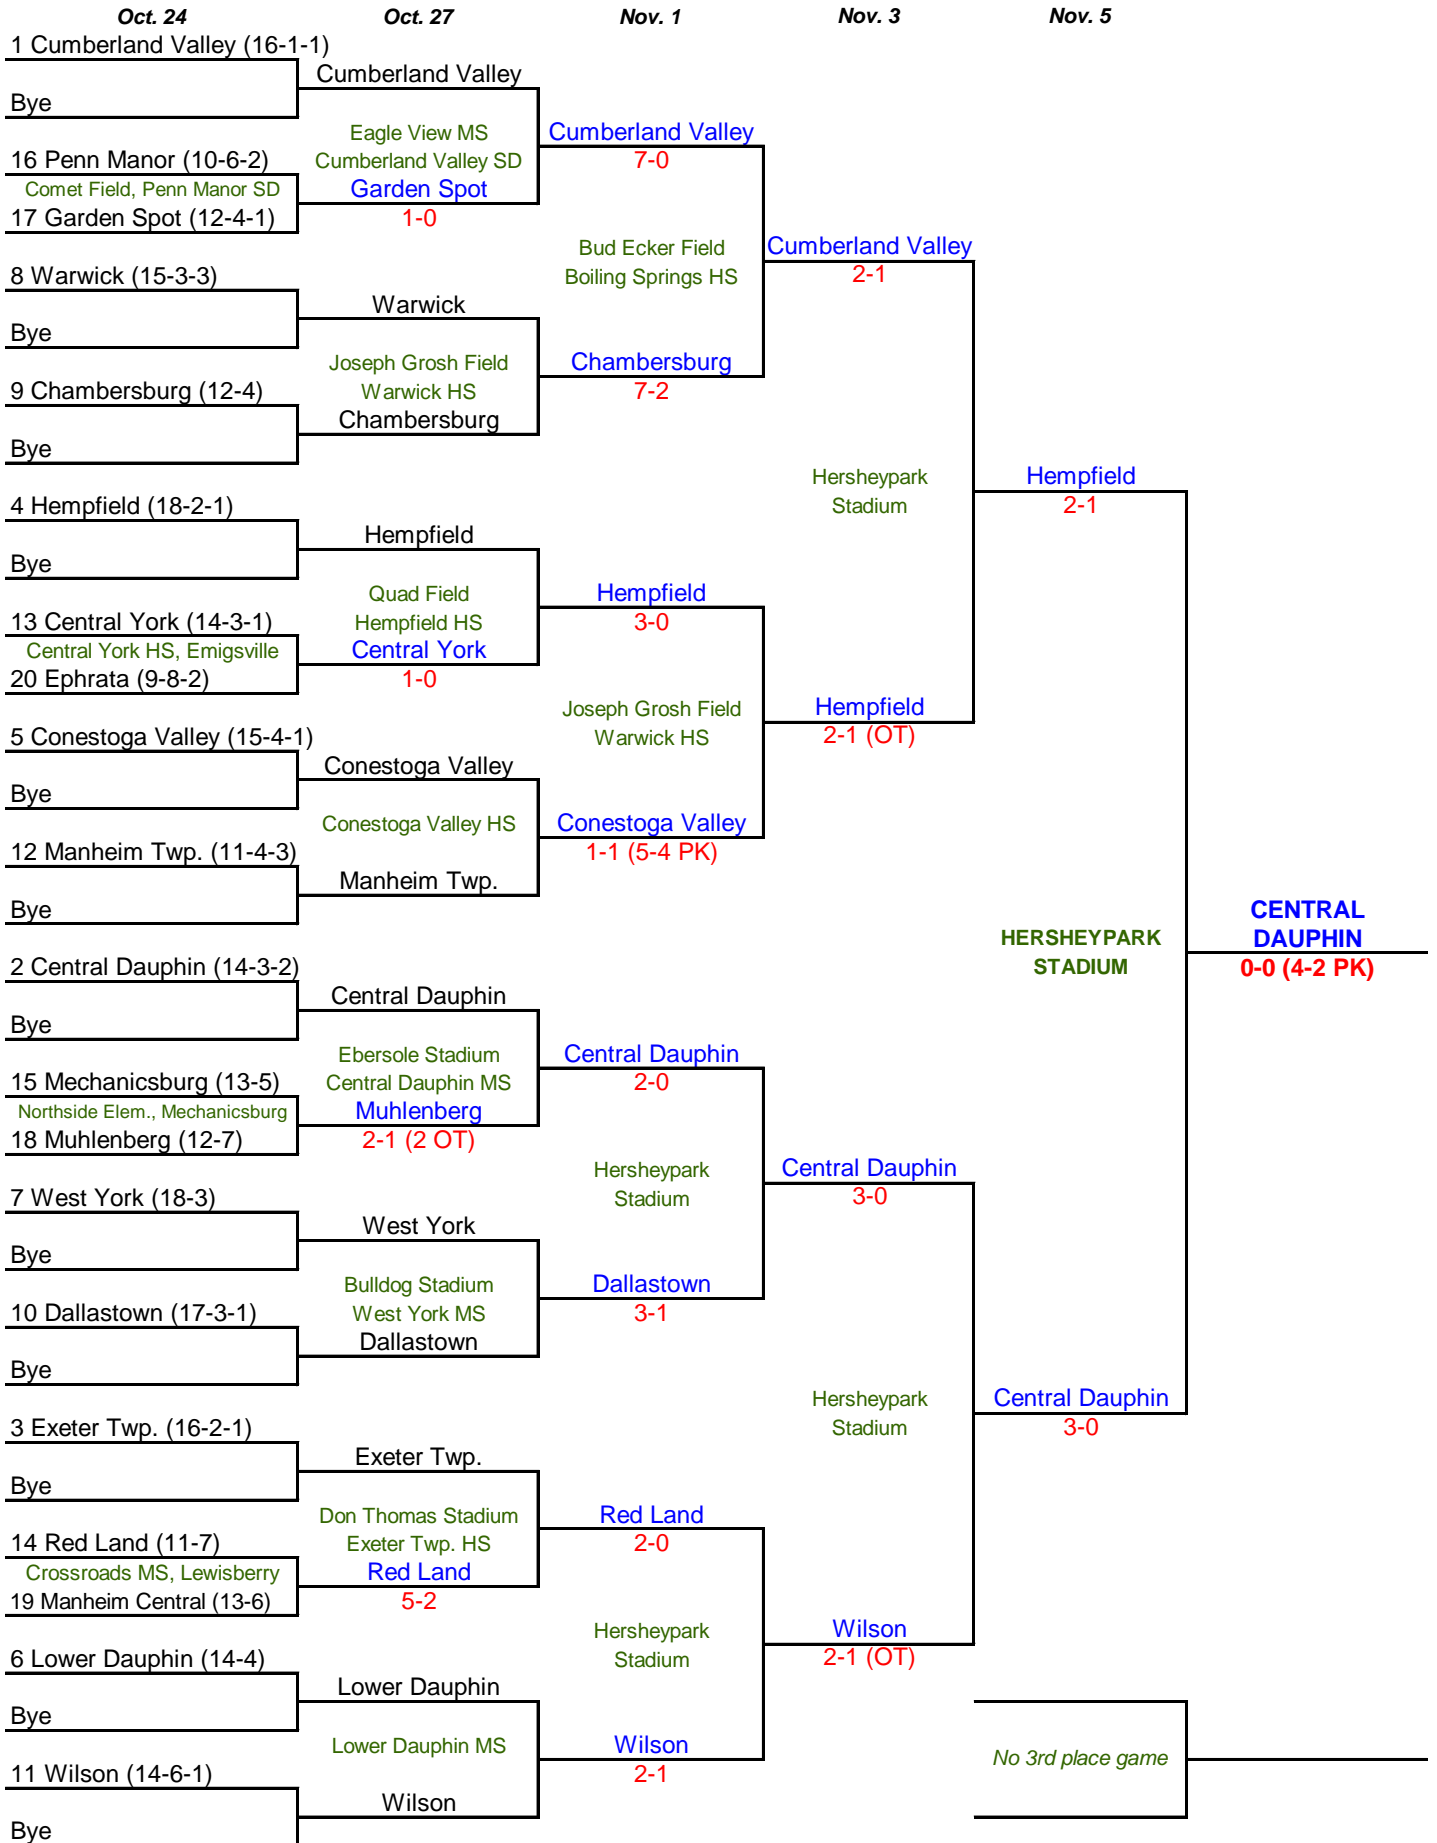 Oct. 24
Oct. 27
Nov. 1
Nov. 3
Nov. 5
1 Cumberland Valley (16-1-1)
Bye
16 Penn Manor (10-6-2)
Comet Field, Penn Manor SD
17 Garden Spot (12-4-1)
8 Warwick (15-3-3)
Bye
9 Chambersburg (12-4)
Bye
4 Hempfield (18-2-1)
Bye
13 Central York (14-3-1)
Central York HS, Emigsville
20 Ephrata (9-8-2)
5 Conestoga Valley (15-4-1)
Bye
12 Manheim Twp. (11-4-3)
Bye
2 Central Dauphin (14-3-2)
Bye
15 Mechanicsburg (13-5)
Northside Elem., Mechanicsburg
18 Muhlenberg (12-7)
7 West York (18-3)
Bye
10 Dallastown (17-3-1)
Bye
3 Exeter Twp. (16-2-1)
Bye
14 Red Land (11-7)
Crossroads MS, Lewisberry
19 Manheim Central (13-6)
6 Lower Dauphin (14-4)
Bye
11 Wilson (14-6-1)
Bye
Cumberland Valley
Eagle View MS
Cumberland Valley SD
Garden Spot
1-0
Warwick
Joseph Grosh Field
Warwick HS
Chambersburg
Hempfield
Quad Field
Hempfield HS
Central York
1-0
Conestoga Valley
Conestoga Valley HS
Manheim Twp.
Central Dauphin
Ebersole Stadium
Central Dauphin MS
Muhlenberg
2-1 (2 OT)
West York
Bulldog Stadium
West York MS
Dallastown
Exeter Twp.
Don Thomas Stadium
Exeter Twp. HS
Red Land
5-2
Lower Dauphin
Lower Dauphin MS
Wilson
Cumberland Valley
7-0
Bud Ecker Field
Boiling Springs HS
Chambersburg
7-2
Hempfield
3-0
Joseph Grosh Field
Warwick HS
Conestoga Valley
1-1 (5-4 PK)
Central Dauphin
2-0
Hersheypark
Stadium
Dallastown
3-1
Red Land
2-0
Hersheypark
Stadium
Wilson
2-1
Cumberland Valley
2-1
Hersheypark
Stadium
Hempfield
2-1 (OT)
Central Dauphin
3-0
Hersheypark
Stadium
Wilson
2-1 (OT)
Hempfield
2-1
HERSHEYPARK
STADIUM
Central Dauphin
3-0
No 3rd place game
CENTRAL
DAUPHIN
0-0 (4-2 PK)